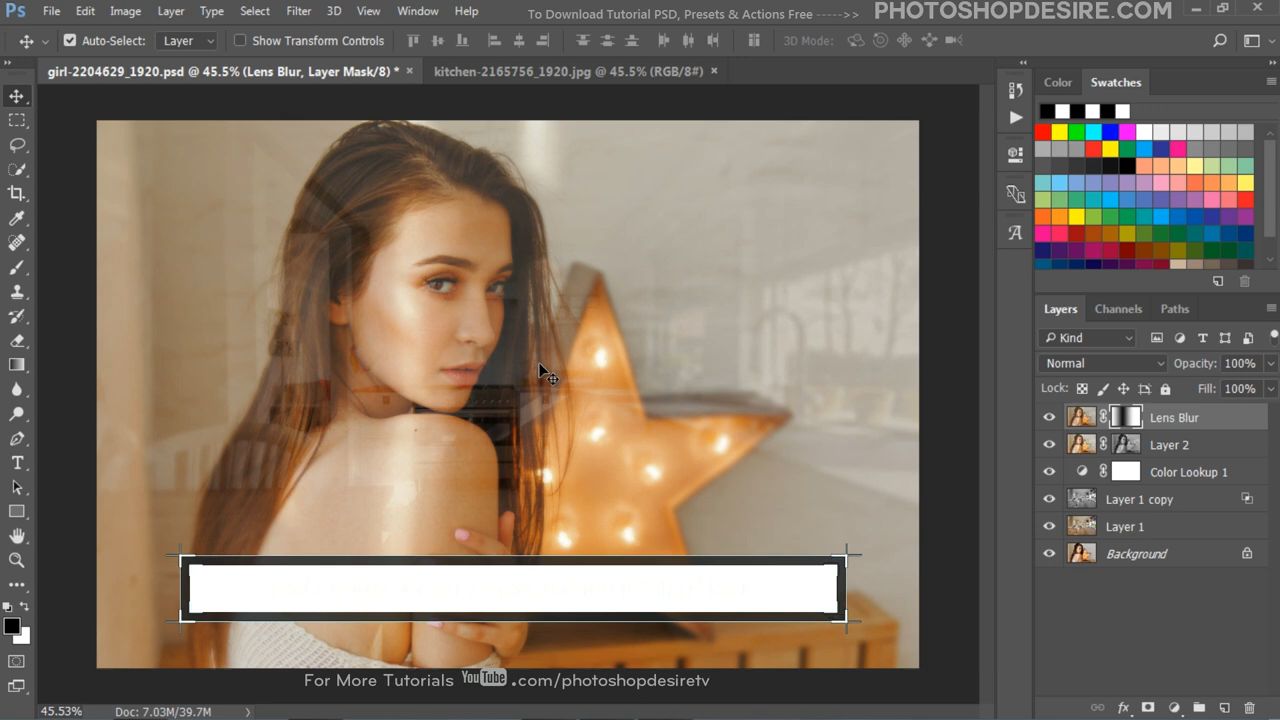 Ps File Edit Image Layer Type Select Filter 3D View Window Help To Download Tutorial PSD, Presets & Actions Free ----->> PHOTOSHOPDESIRE.COM
Auto-Select: Layer Show Transform Controls 3D Mode:
girl-2204629_1920.psd @ 45.5% (Lens Blur, Layer Mask/8) * × kitchen-2165756_1920.jpg @ 45.5% (RGB/8#) ×
Color Swatches
Layers Channels Paths
Kind
Normal Opacity: 100%
Lock: Fill: 100%
Lens Blur
Layer 2
Color Lookup 1
Layer 1 copy
Layer 1
Background
For More Tutorials YouTube .com/photoshopdesiretv
45.53% Doc: 7.03M/39.7M